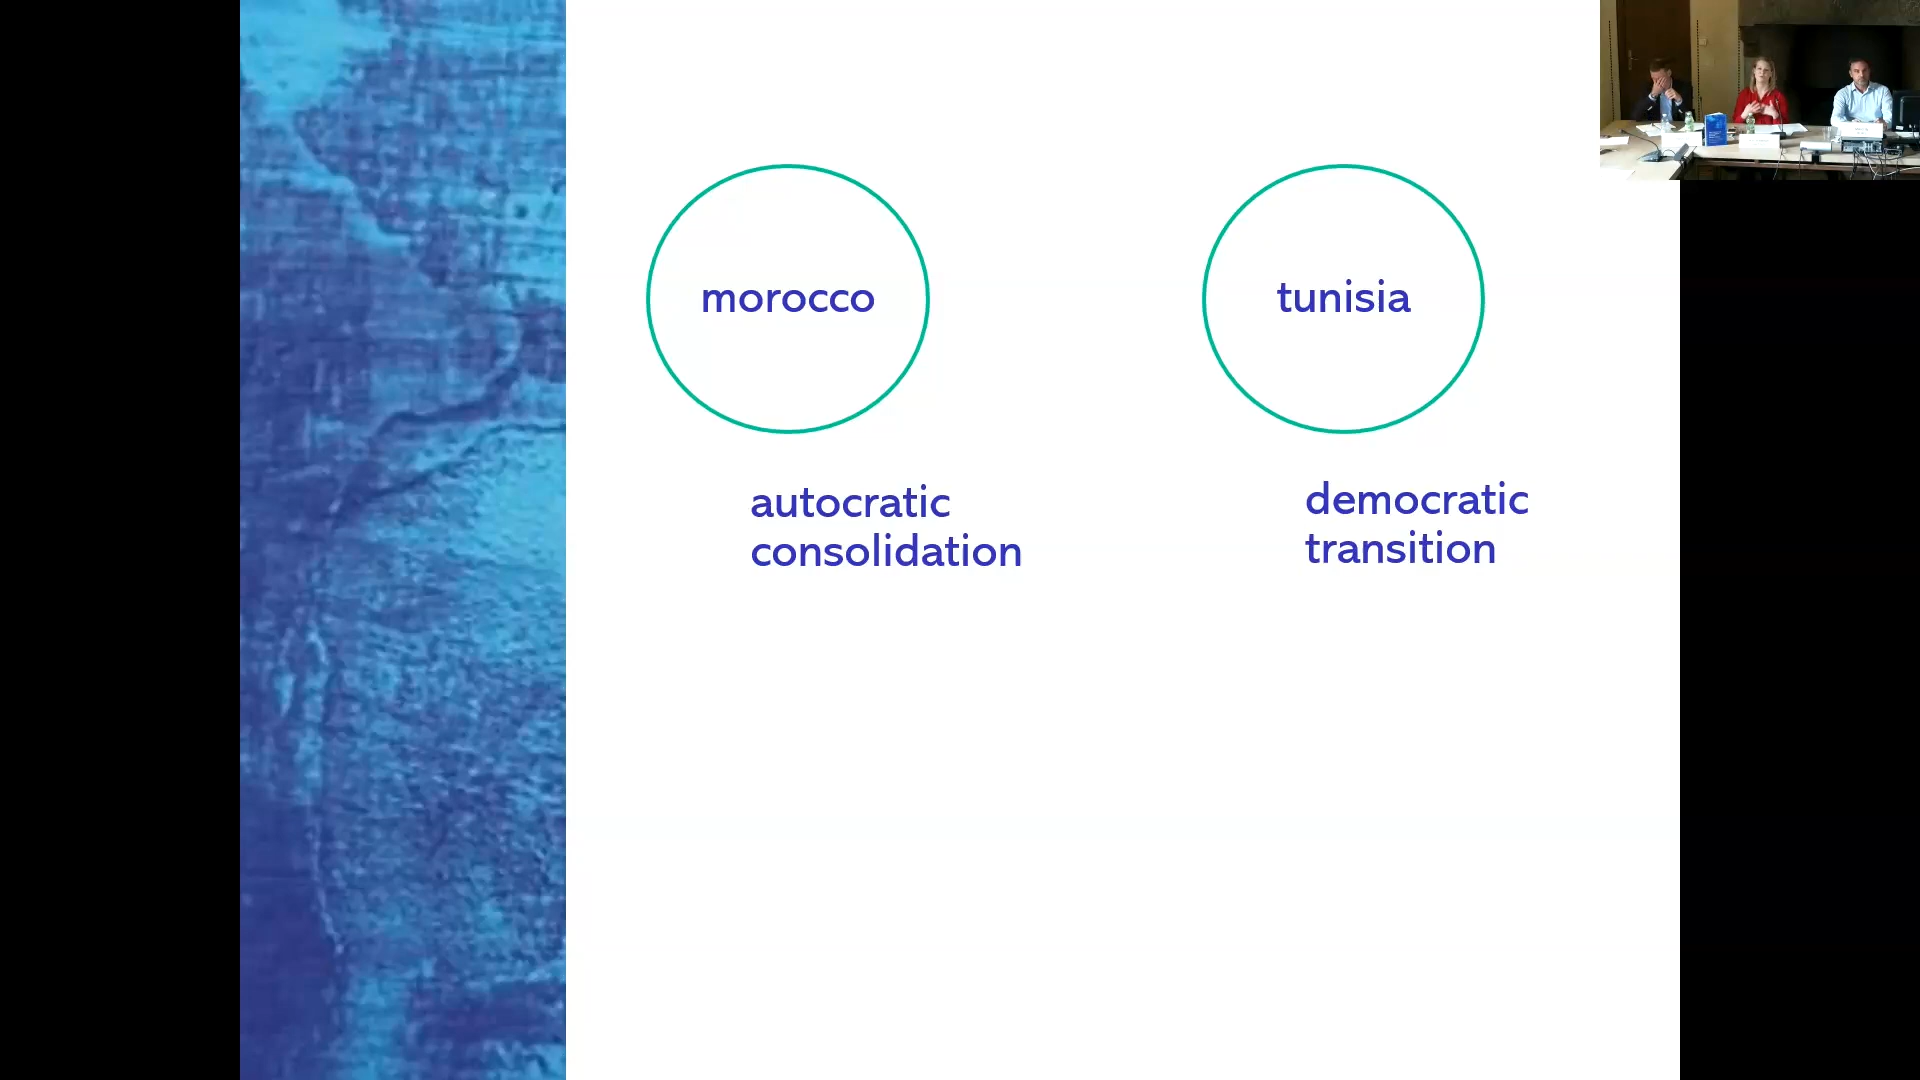 morocco
tunisia
autocratic
consolidation
democratic
transition